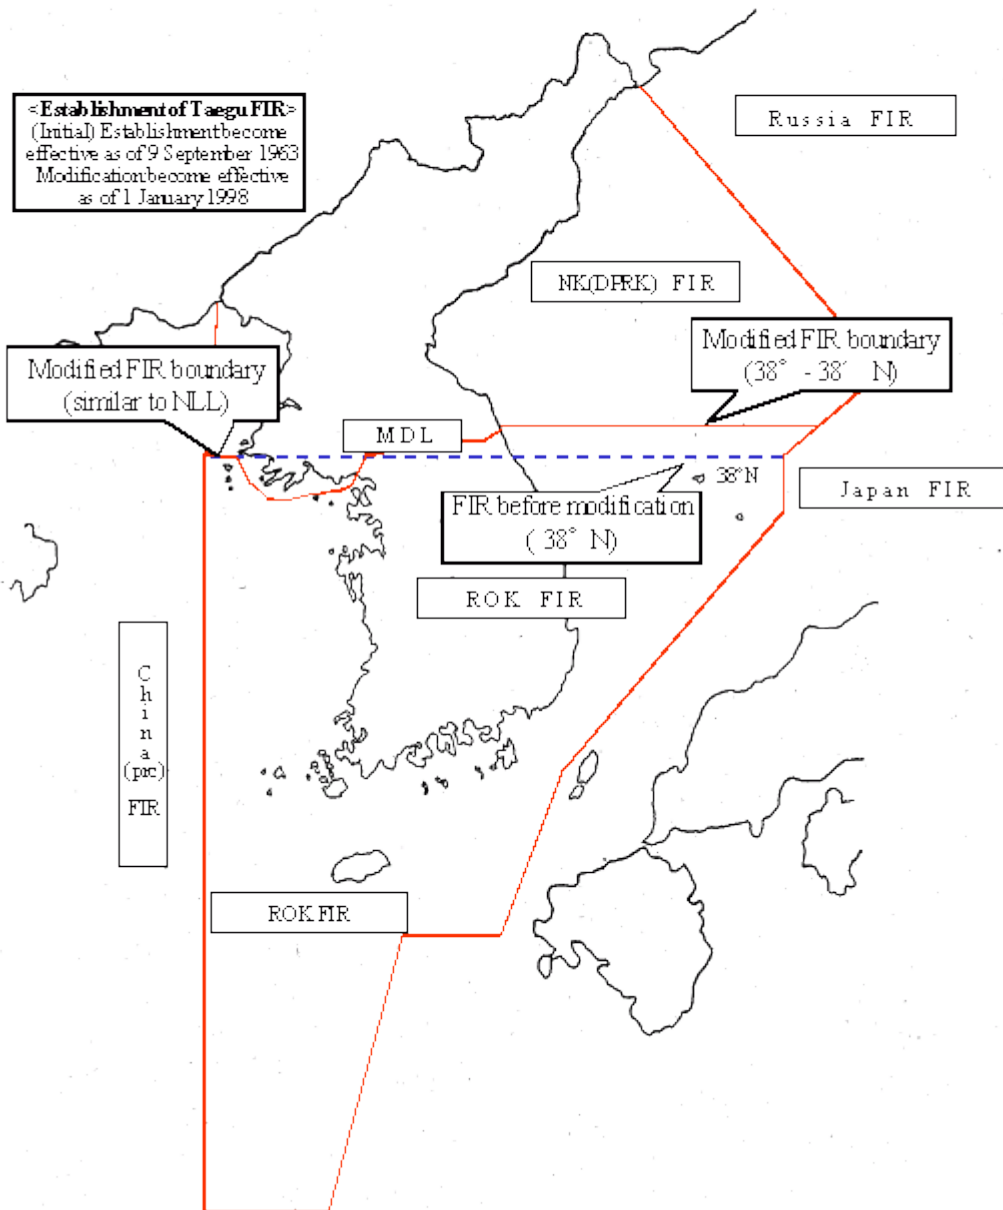 <Establishment of Taegu FIR>
(Initial) Establishment become
effective as of 9 September 1963
Modification become effective
as of 1 January 1998
Russia FIR
NK(DPRK) FIR
Modified FIR boundary
(38° - 38′ N)
Modified FIR boundary
(similar to NLL)
MDL
38°N
Japan FIR
FIR before modification
( 38° N)
ROK FIR
China
(prc)
FIR
ROK FIR